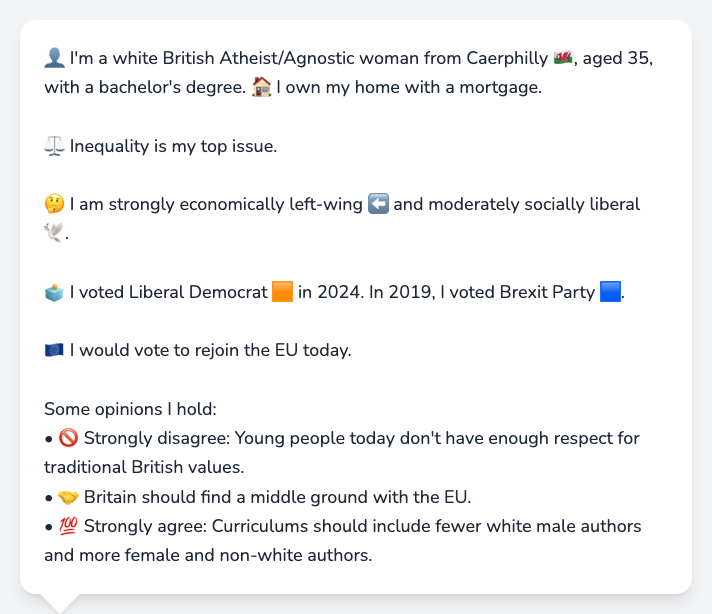 👤 I'm a white British Atheist/Agnostic woman from Caerphilly 🏴󠁧󠁢󠁷󠁬󠁳󠁿, aged 35,
with a bachelor's degree. 🏠 I own my home with a mortgage.
⚖️ Inequality is my top issue.
🤔 I am strongly economically left-wing ⬅️ and moderately socially liberal
🕊️.
🗳️ I voted Liberal Democrat 🟧 in 2024. In 2019, I voted Brexit Party 🟦.
🇪🇺 I would vote to rejoin the EU today.
Some opinions I hold:
• 🚫 Strongly disagree: Young people today don't have enough respect for
traditional British values.
• 🤝 Britain should find a middle ground with the EU.
• 💯 Strongly agree: Curriculums should include fewer white male authors
and more female and non-white authors.